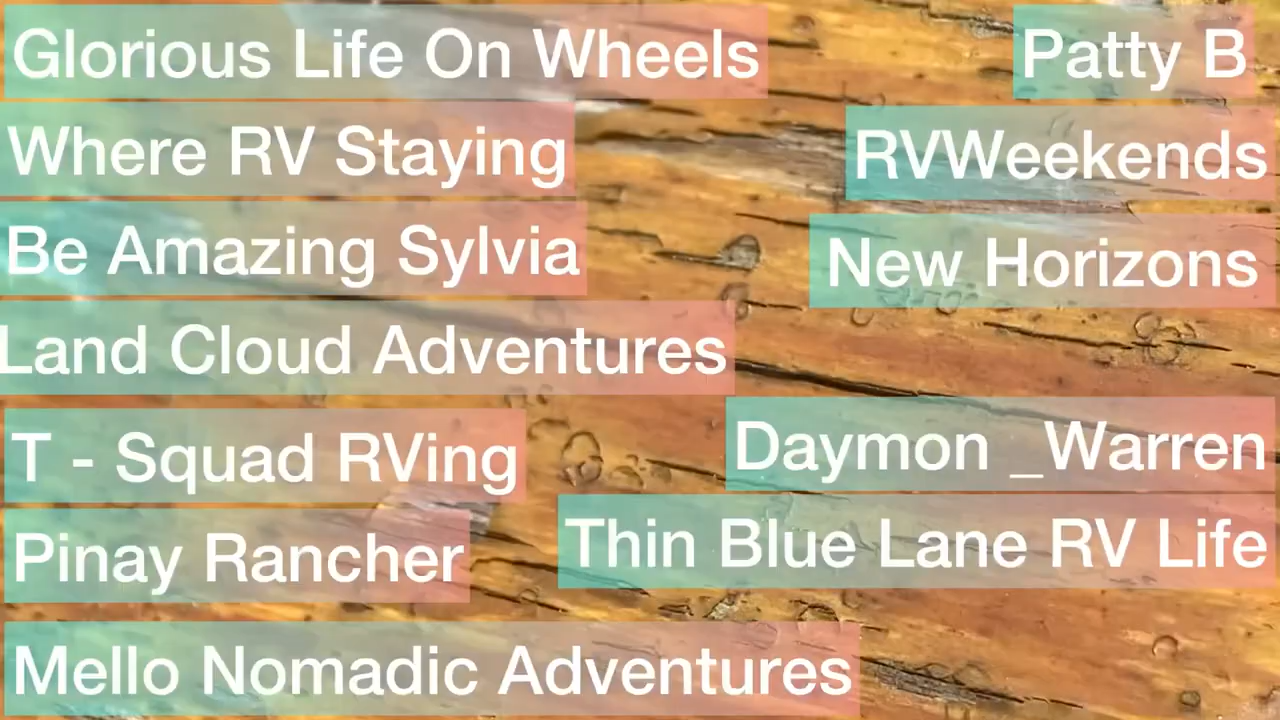 Glorious Life On Wheels
Patty B
Where RV Staying
RVWeekends
Be Amazing Sylvia
New Horizons
Land Cloud Adventures
T - Squad RVing
Daymon _Warren
Pinay Rancher
Thin Blue Lane RV Life
Mello Nomadic Adventures